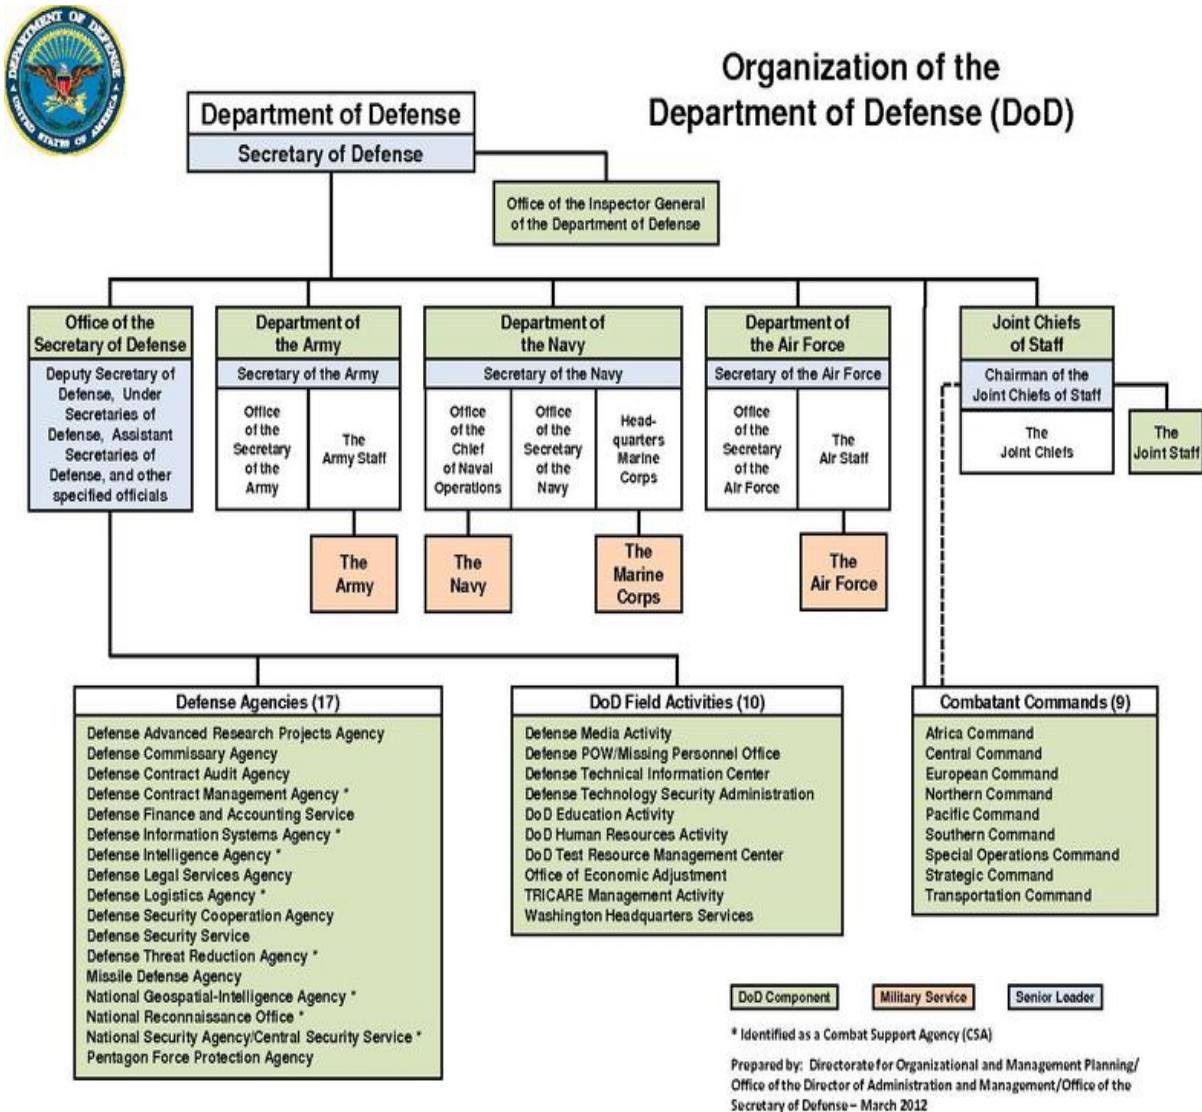 DEPARTMENT OF DEFENSE
UNITED STATES OF AMERICA
Organization of the
Department of Defense (DoD)
Department of Defense
Secretary of Defense
Office of the Inspector General
of the Department of Defense
Office of the
Secretary of Defense
Deputy Secretary of
Defense, Under
Secretaries of
Defense, Assistant
Secretaries of
Defense, and other
specified officials
Department of
the Army
Secretary of the Army
Office
of the
Secretary
of the
Army
The
Army Staff
Department of
the Navy
Secretary of the Navy
Office
of the
Chief
of Naval
Operations
Office
of the
Secretary
of the
Navy
Head-
quarters
Marine
Corps
Department of
the Air Force
Secretary of the Air Force
Office
of the
Secretary
of the
Air Force
The
Air Staff
Joint Chiefs
of Staff
Chairman of the
Joint Chiefs of Staff
The
Joint Chiefs
The
Joint Staff
The
Army
The
Navy
The
Marine
Corps
The
Air Force
Defense Agencies (17)
Defense Advanced Research Projects Agency
Defense Commissary Agency
Defense Contract Audit Agency
Defense Contract Management Agency *
Defense Finance and Accounting Service
Defense Information Systems Agency *
Defense Intelligence Agency *
Defense Legal Services Agency
Defense Logistics Agency *
Defense Security Cooperation Agency
Defense Security Service
Defense Threat Reduction Agency *
Missile Defense Agency
National Geospatial-Intelligence Agency *
National Reconnaissance Office *
National Security Agency/Central Security Service *
Pentagon Force Protection Agency
DoD Field Activities (10)
Defense Media Activity
Defense POW/Missing Personnel Office
Defense Technical Information Center
Defense Technology Security Administration
DoD Education Activity
DoD Human Resources Activity
DoD Test Resource Management Center
Office of Economic Adjustment
TRICARE Management Activity
Washington Headquarters Services
Combatant Commands (9)
Africa Command
Central Command
European Command
Northern Command
Pacific Command
Southern Command
Special Operations Command
Strategic Command
Transportation Command
DoD Component
Military Service
Senior Leader
* Identified as a Combat Support Agency (CSA)
Prepared by: Directorate for Organizational and Management Planning/
Office of the Director of Administration and Management/Office of the
Secretary of Defense – March 2012